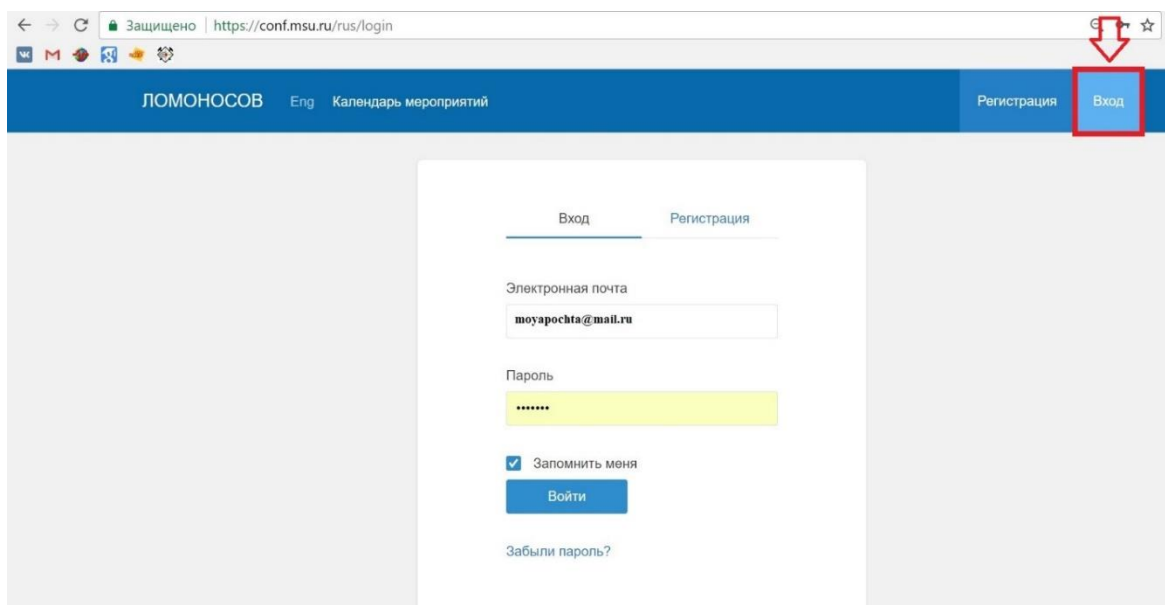 Защищено | https://conf.msu.ru/rus/login
ЛОМОНОСОВ Eng Календарь мероприятий Регистрация Вход
Вход Регистрация
Электронная почта
moyapochta@mail.ru
Пароль
•••••••
Запомнить меня
Войти
Забыли пароль?